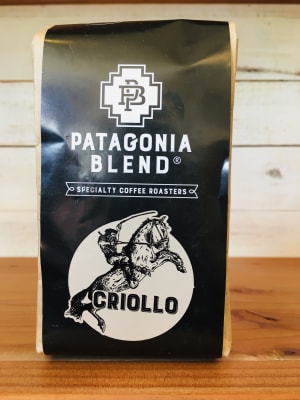 PB
PATAGONIA
BLEND®
SPECIALTY COFFEE ROASTERS
CRIOLLO